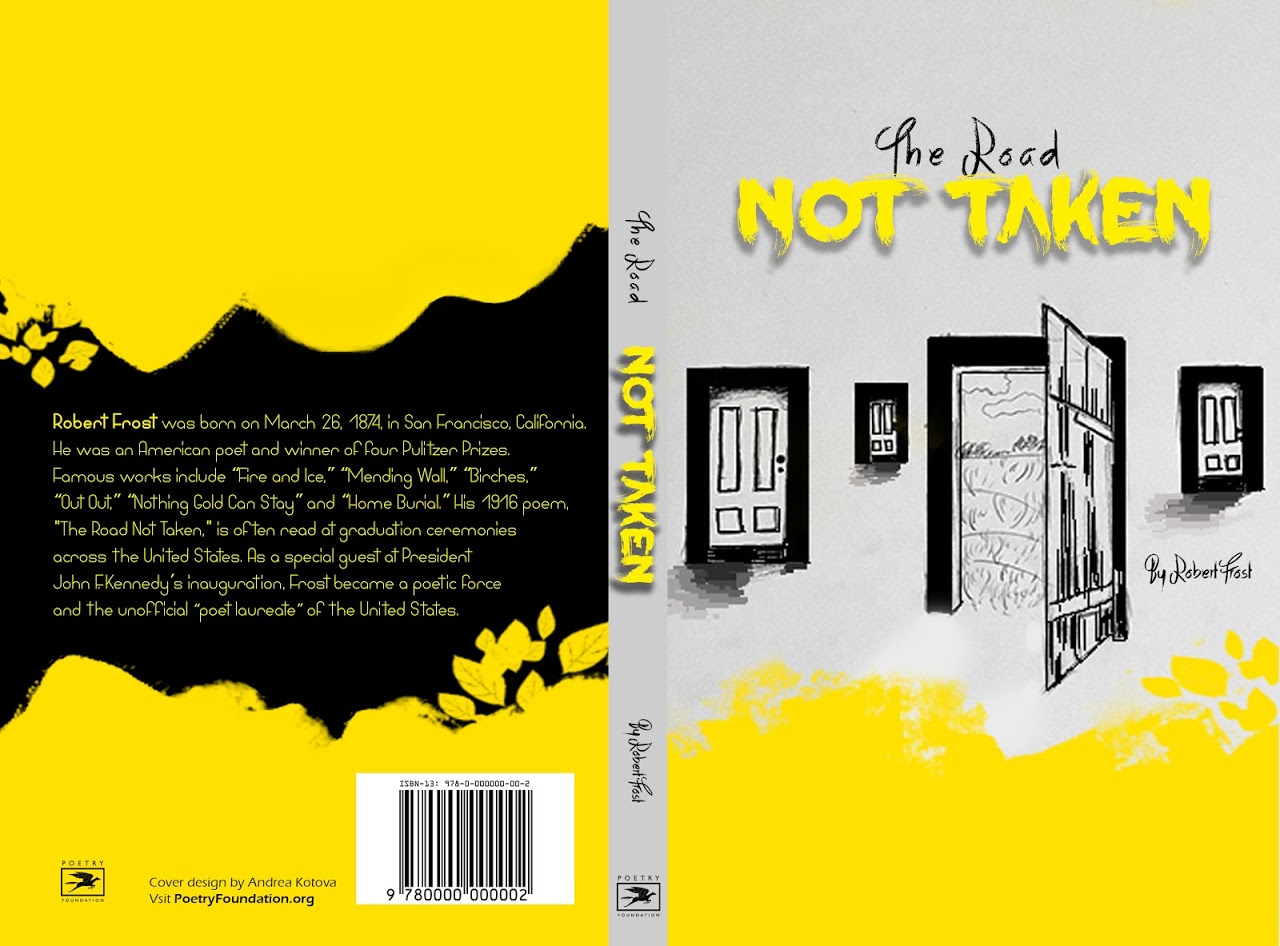 Robert Frost was born on March 26, 1874, in San Francisco, California.
He was an American poet and winner of four Pulitzer Prizes.
Famous works include “Fire and Ice,” “Mending Wall,” “Birches,”
“Out Out,” “Nothing Gold Can Stay” and “Home Burial.” His 1916 poem,
"The Road Not Taken," is often read at graduation ceremonies
across the United States. As a special guest at President
John F.Kennedy's inauguration, Frost became a poetic force
and the unofficial “poet laureate” of the United States.
POETRY
FOUNDATION
Cover design by Andrea Kotova
Vsit PoetryFoundation.org
ISBN-13: 978-0-000000-00-2
9 780000 000002
The Road
NOT TAKEN
By Robert Frost
POETRY
FOUNDATION
The Road
NOT TAKEN
By Robert Frost